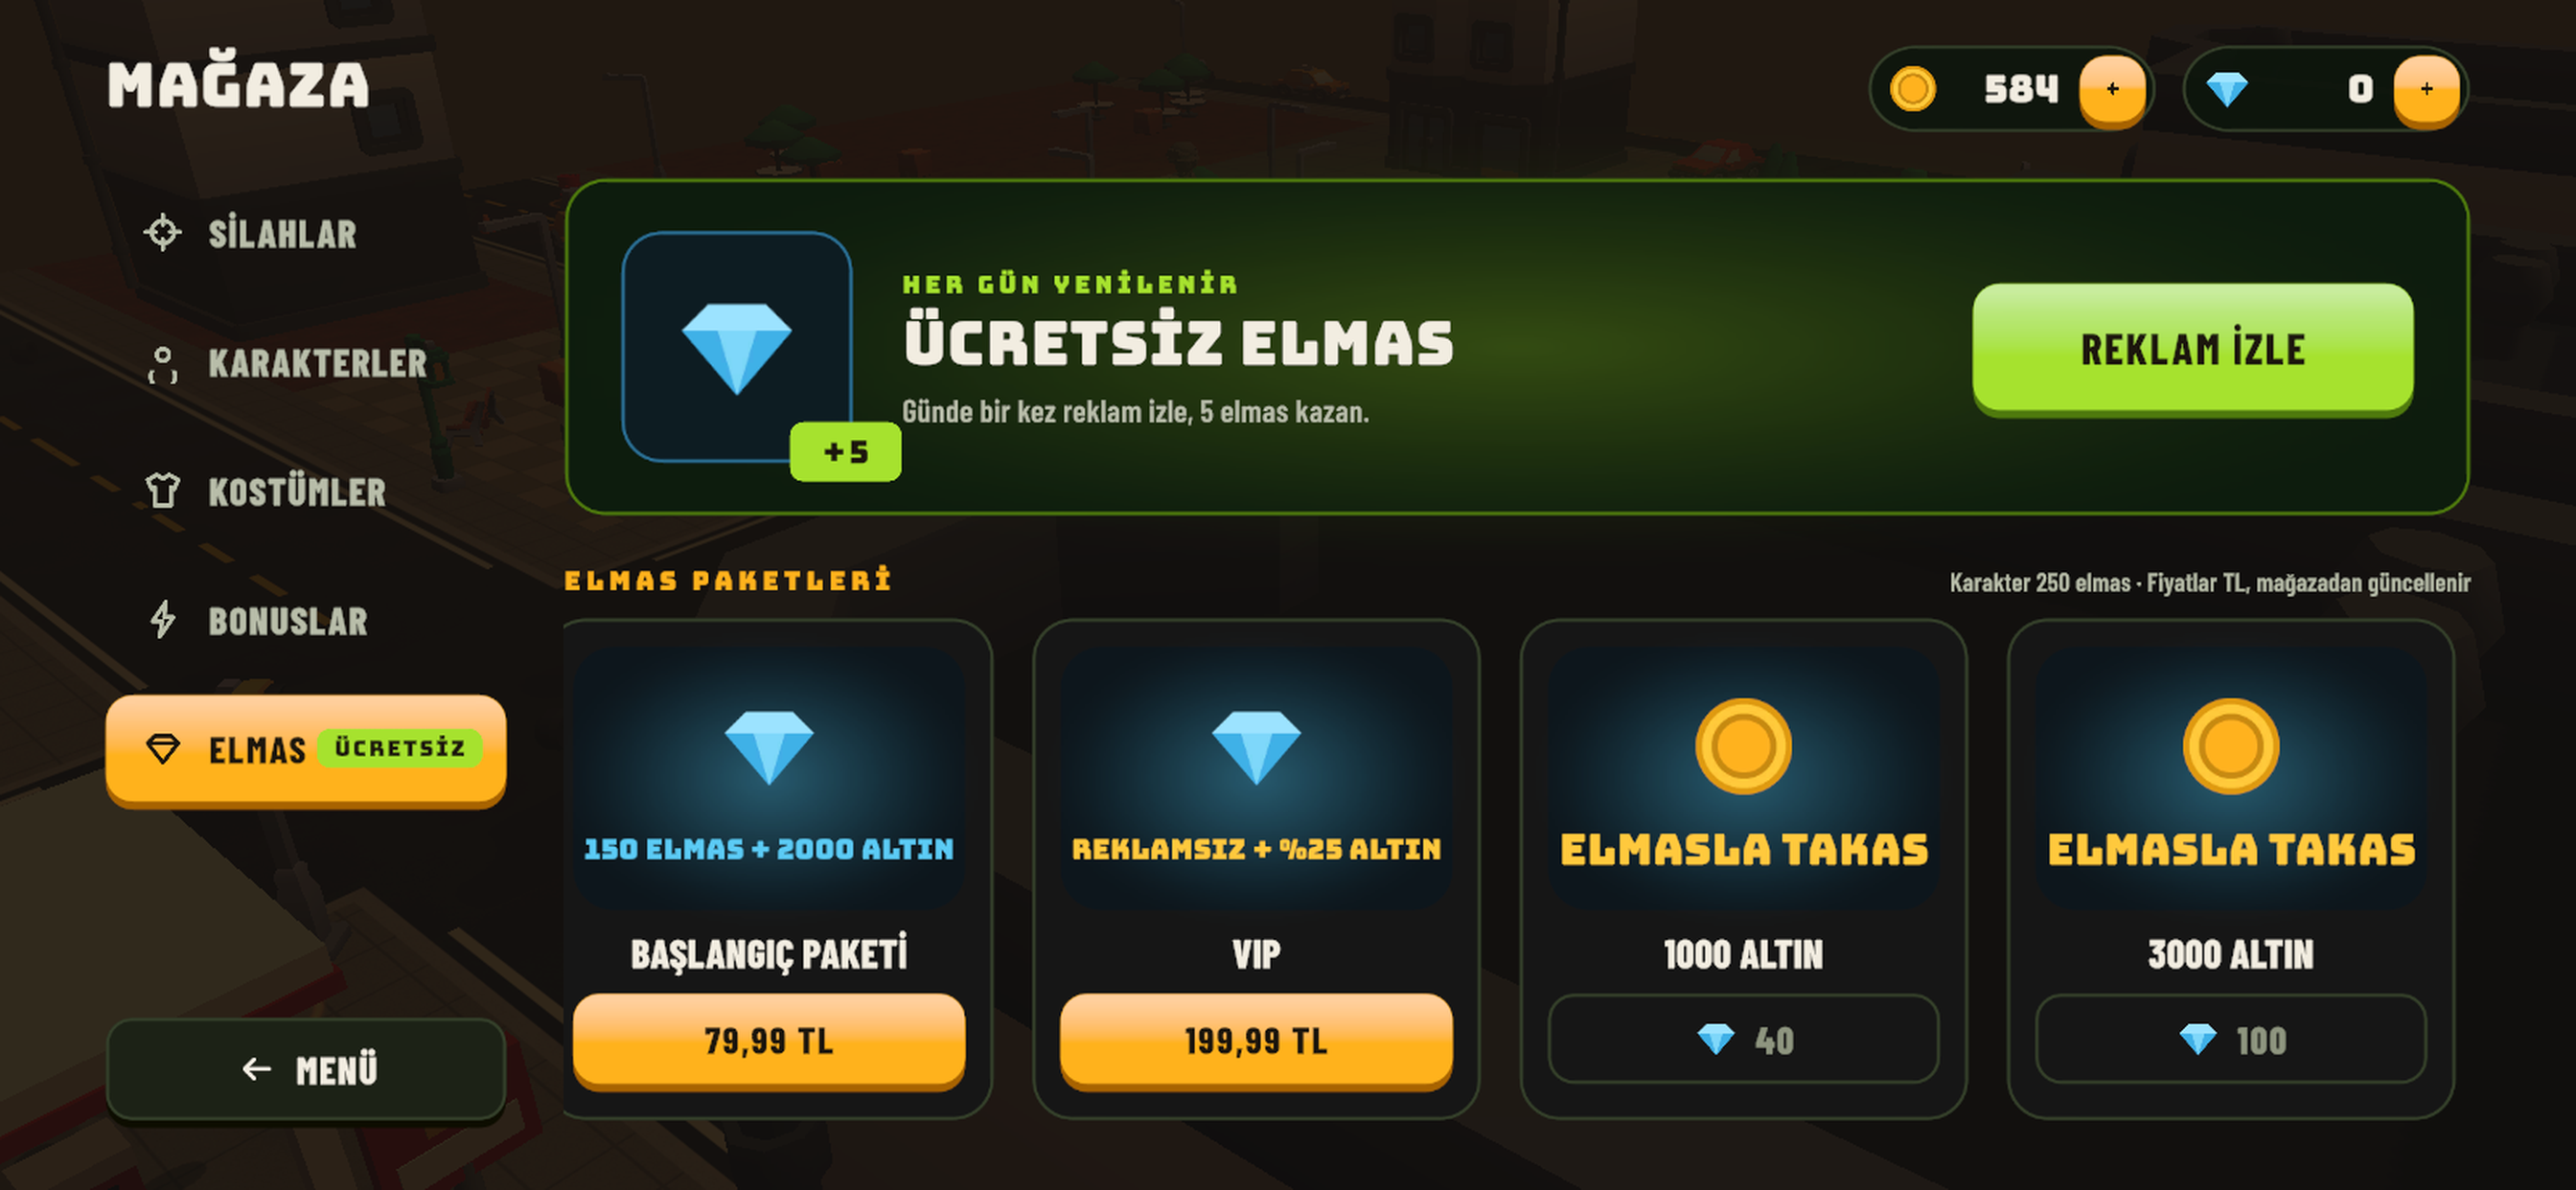 MAĞAZA
584 +
0 +
SİLAHLAR
KARAKTERLER
KOSTÜMLER
BONUSLAR
ELMAS ÜCRETSİZ
← MENÜ
+5
HER GÜN YENİLENİR
ÜCRETSİZ ELMAS
Günde bir kez reklam izle, 5 elmas kazan.
REKLAM İZLE
ELMAS PAKETLERİ
Karakter 250 elmas · Fiyatlar TL, mağazadan güncellenir
150 ELMAS + 2000 ALTIN
BAŞLANGIÇ PAKETİ
79,99 TL
REKLAMSIZ + %25 ALTIN
VIP
199,99 TL
ELMASLA TAKAS
1000 ALTIN
40
ELMASLA TAKAS
3000 ALTIN
100